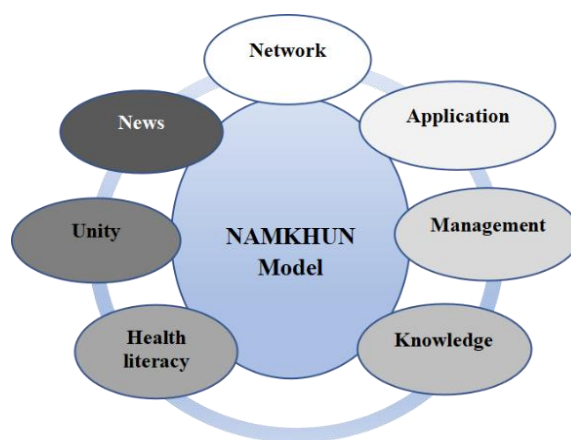 Network
Application
Management
Knowledge
Health
literacy
Unity
News
NAMKHUN
Model